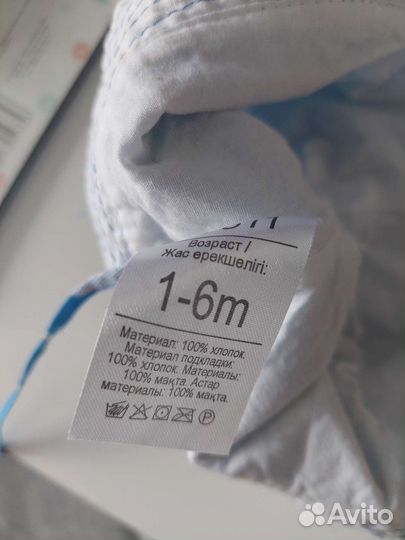 Возраст /
Жас ерекшелігі:
1-6m
Материал: 100% хлопок.
Материал подкладки:
100% хлопок. Материалы:
100% мақта. Астар
материалы: 100% мақта.
Avito